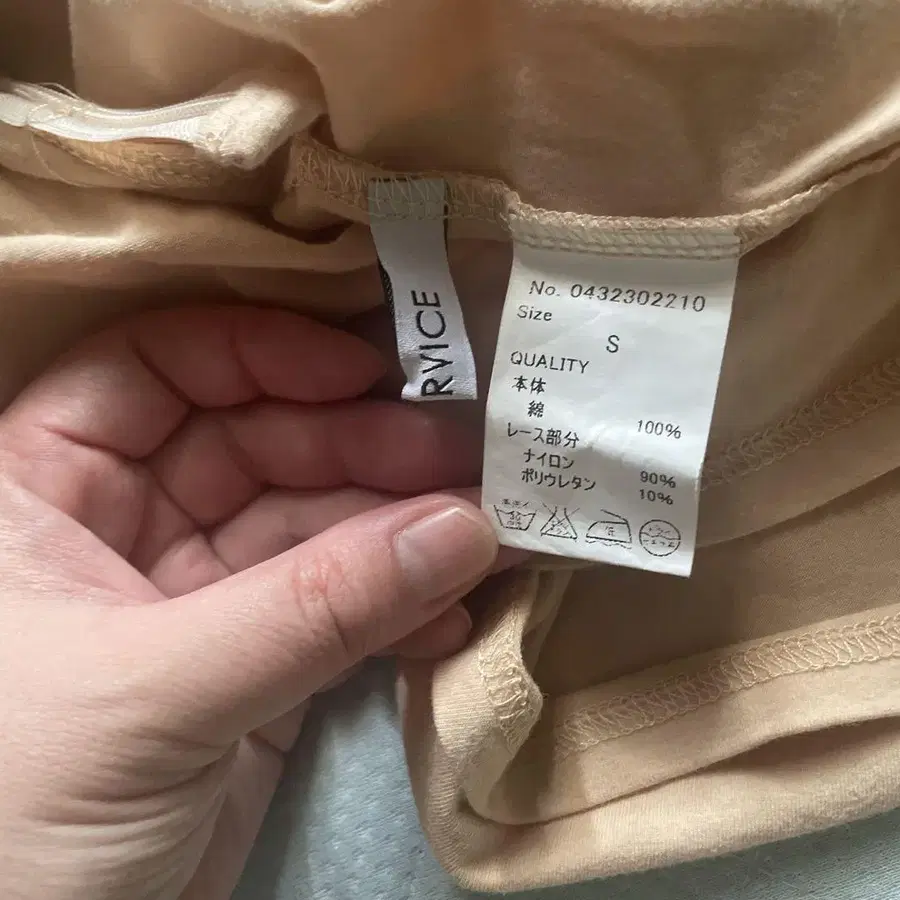 RVICE
No. 0432302210
Size
S
QUALITY
本体
綿 100%
レース部分
ナイロン 90%
ポリウレタン 10%